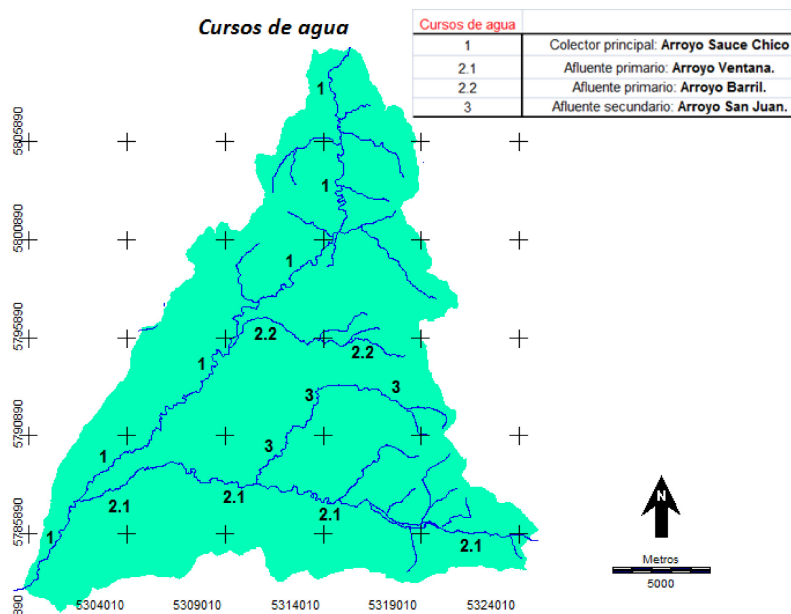 Cursos de agua
Cursos de agua
1 Colector principal: Arroyo Sauce Chico
2.1 Afluente primario: Arroyo Ventana.
2.2 Afluente primario: Arroyo Barril.
3 Afluente secundario: Arroyo San Juan.
1
5805890
1
5800890
1
5795890
2.2
2.2
1
3
3
5790890
3
1
2.1
2.1
2.1
5785890
1
2.1
N
Metros
5000
890
5304010 5309010 5314010 5319010 5324010